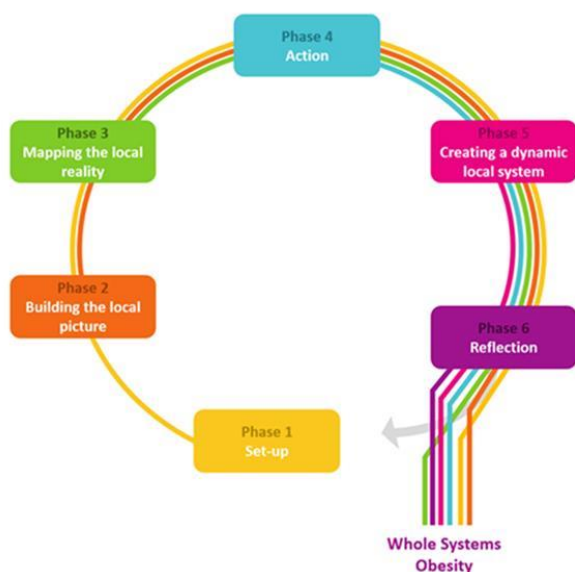 Phase 4
Action
Phase 3
Mapping the local
reality
Phase 5
Creating a dynamic
local system
Phase 2
Building the local
picture
Phase 6
Reflection
Phase 1
Set-up
Whole Systems
Obesity